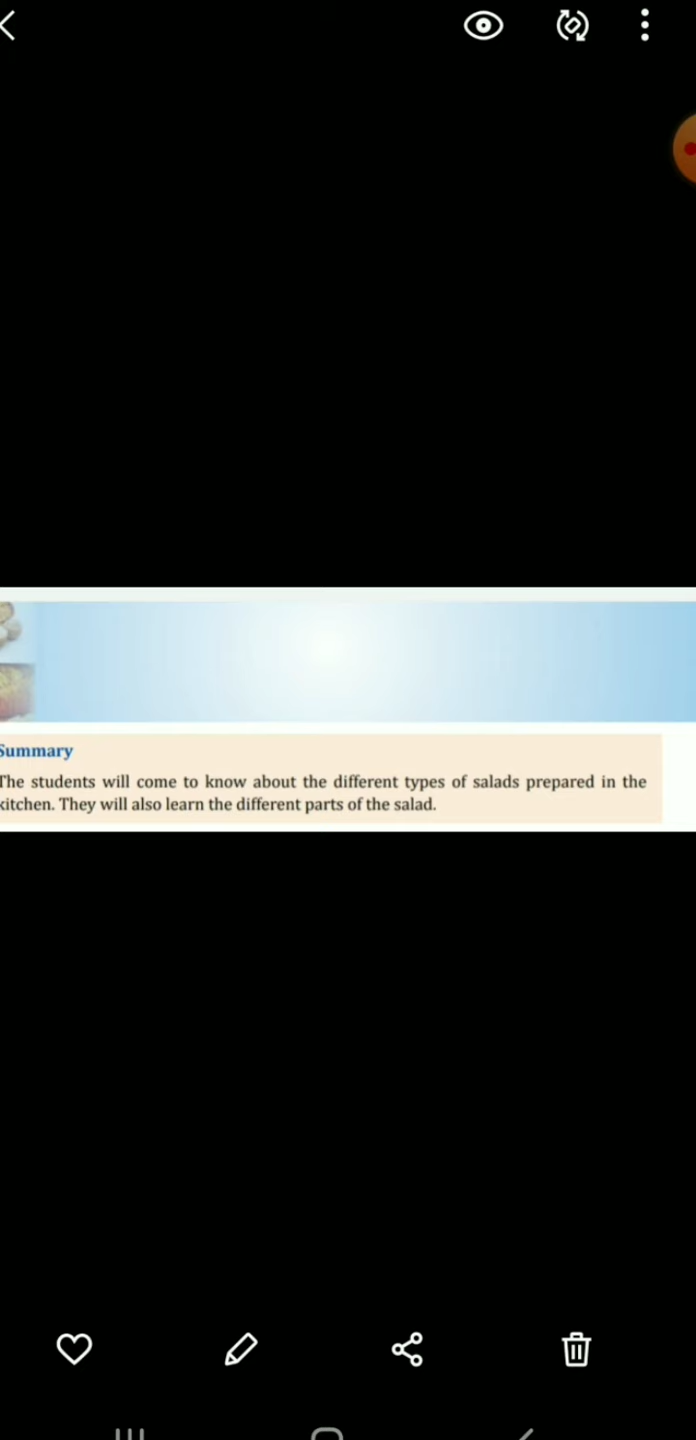 Summary
The students will come to know about the different types of salads prepared in the
kitchen. They will also learn the different parts of the salad.